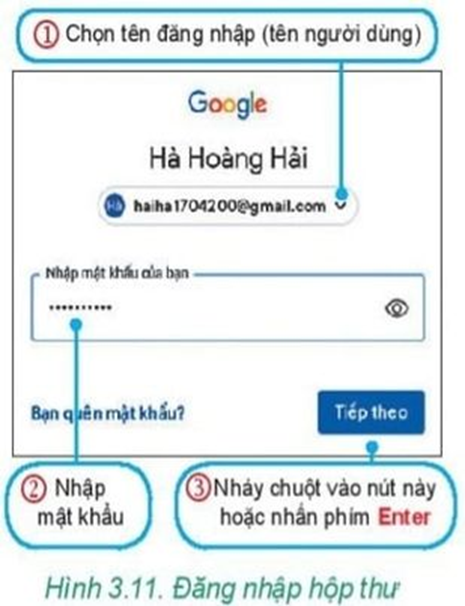 ① Chọn tên đăng nhập (tên người dùng)
Google
Hà Hoàng Hải
Hà haiha1704200@gmail.com
Nhập mật khẩu của bạn
••••••••••
Bạn quên mật khẩu?
Tiếp theo
② Nhập
mật khẩu
③ Nháy chuột vào nút này
hoặc nhấn phím Enter
Hình 3.11. Đăng nhập hộp thư